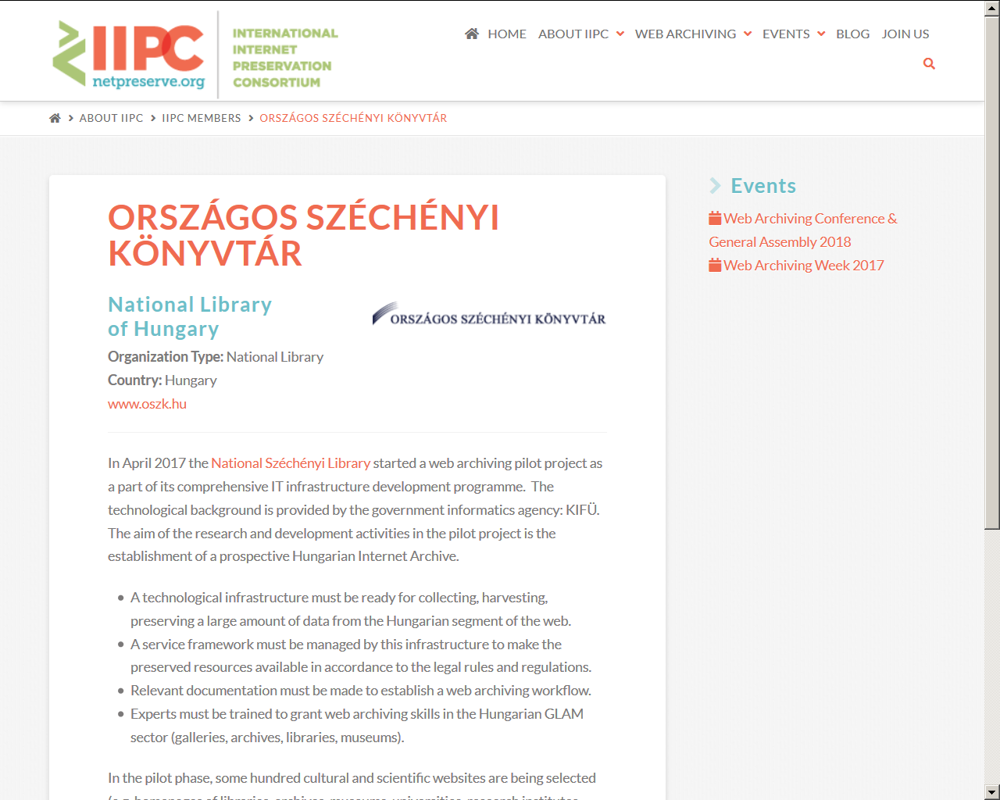 IIPC
netpreserve.org
INTERNATIONAL
INTERNET
PRESERVATION
CONSORTIUM
HOME ABOUT IIPC WEB ARCHIVING EVENTS BLOG JOIN US
ABOUT IIPC IIPC MEMBERS ORSZÁGOS SZÉCHÉNYI KÖNYVTÁR
ORSZÁGOS SZÉCHÉNYI
KÖNYVTÁR
National Library
of Hungary
ORSZÁGOS SZÉCHÉNYI KÖNYVTÁR
Organization Type: National Library
Country: Hungary
www.oszk.hu
In April 2017 the National Széchényi Library started a web archiving pilot project as
a part of its comprehensive IT infrastructure development programme.  The
technological background is provided by the government informatics agency: KIFÜ.
The aim of the research and development activities in the pilot project is the
establishment of a prospective Hungarian Internet Archive.
• A technological infrastructure must be ready for collecting, harvesting,
preserving a large amount of data from the Hungarian segment of the web.
• A service framework must be managed by this infrastructure to make the
preserved resources available in accordance to the legal rules and regulations.
• Relevant documentation must be made to establish a web archiving workflow.
• Experts must be trained to grant web archiving skills in the Hungarian GLAM
sector (galleries, archives, libraries, museums).
In the pilot phase, some hundred cultural and scientific websites are being selected
(e.g. homepages of libraries, archives, museums, universities, research institutes,
Events
Web Archiving Conference &
General Assembly 2018
Web Archiving Week 2017